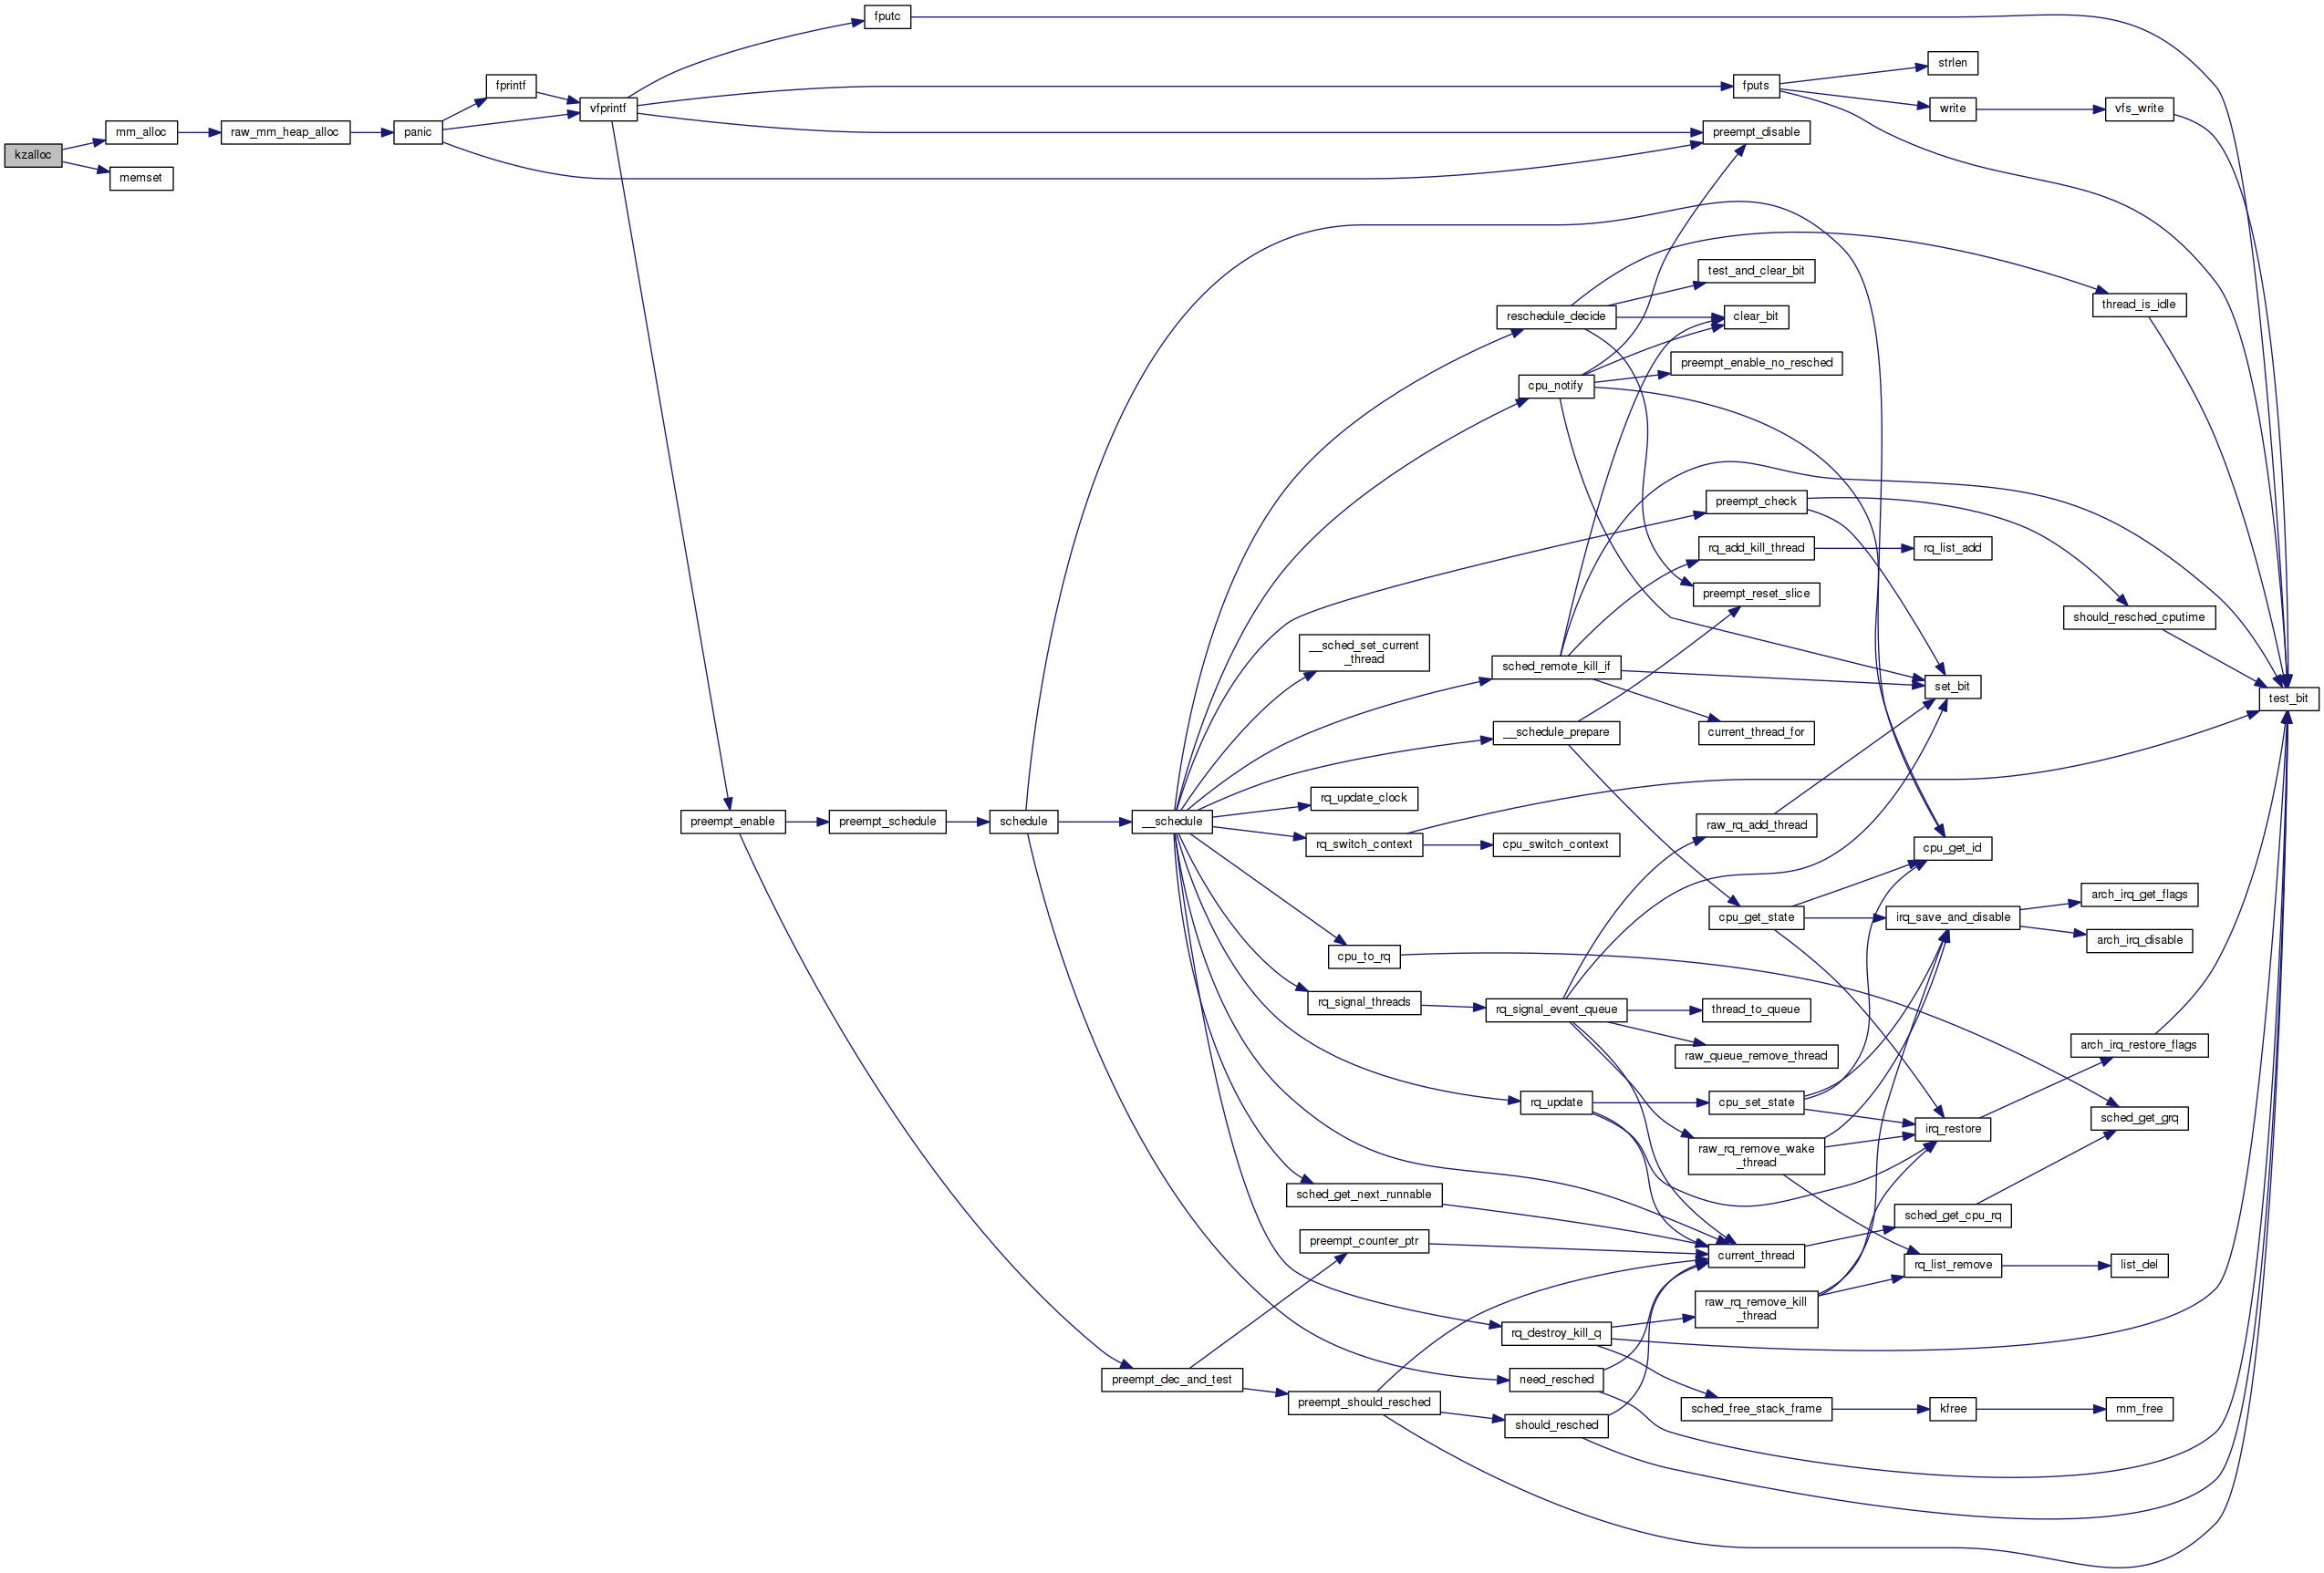 fputc
strlen
fprintf
fputs
vfprintf
write
vfs_write
mm_alloc
raw_mm_heap_alloc
panic
preempt_disable
kzalloc
memset
test_and_clear_bit
thread_is_idle
reschedule_decide
clear_bit
preempt_enable_no_resched
cpu_notify
preempt_check
rq_add_kill_thread
rq_list_add
preempt_reset_slice
should_resched_cputime
__sched_set_current
_thread
sched_remote_kill_if
set_bit
test_bit
__schedule_prepare
current_thread_for
rq_update_clock
preempt_enable
preempt_schedule
schedule
__schedule
raw_rq_add_thread
rq_switch_context
cpu_switch_context
cpu_get_id
arch_irq_get_flags
cpu_get_state
irq_save_and_disable
arch_irq_disable
cpu_to_rq
rq_signal_threads
rq_signal_event_queue
thread_to_queue
raw_queue_remove_thread
arch_irq_restore_flags
rq_update
cpu_set_state
sched_get_grq
irq_restore
raw_rq_remove_wake
_thread
sched_get_next_runnable
sched_get_cpu_rq
preempt_counter_ptr
current_thread
rq_list_remove
list_del
raw_rq_remove_kill
_thread
rq_destroy_kill_q
preempt_dec_and_test
need_resched
preempt_should_resched
sched_free_stack_frame
kfree
mm_free
should_resched